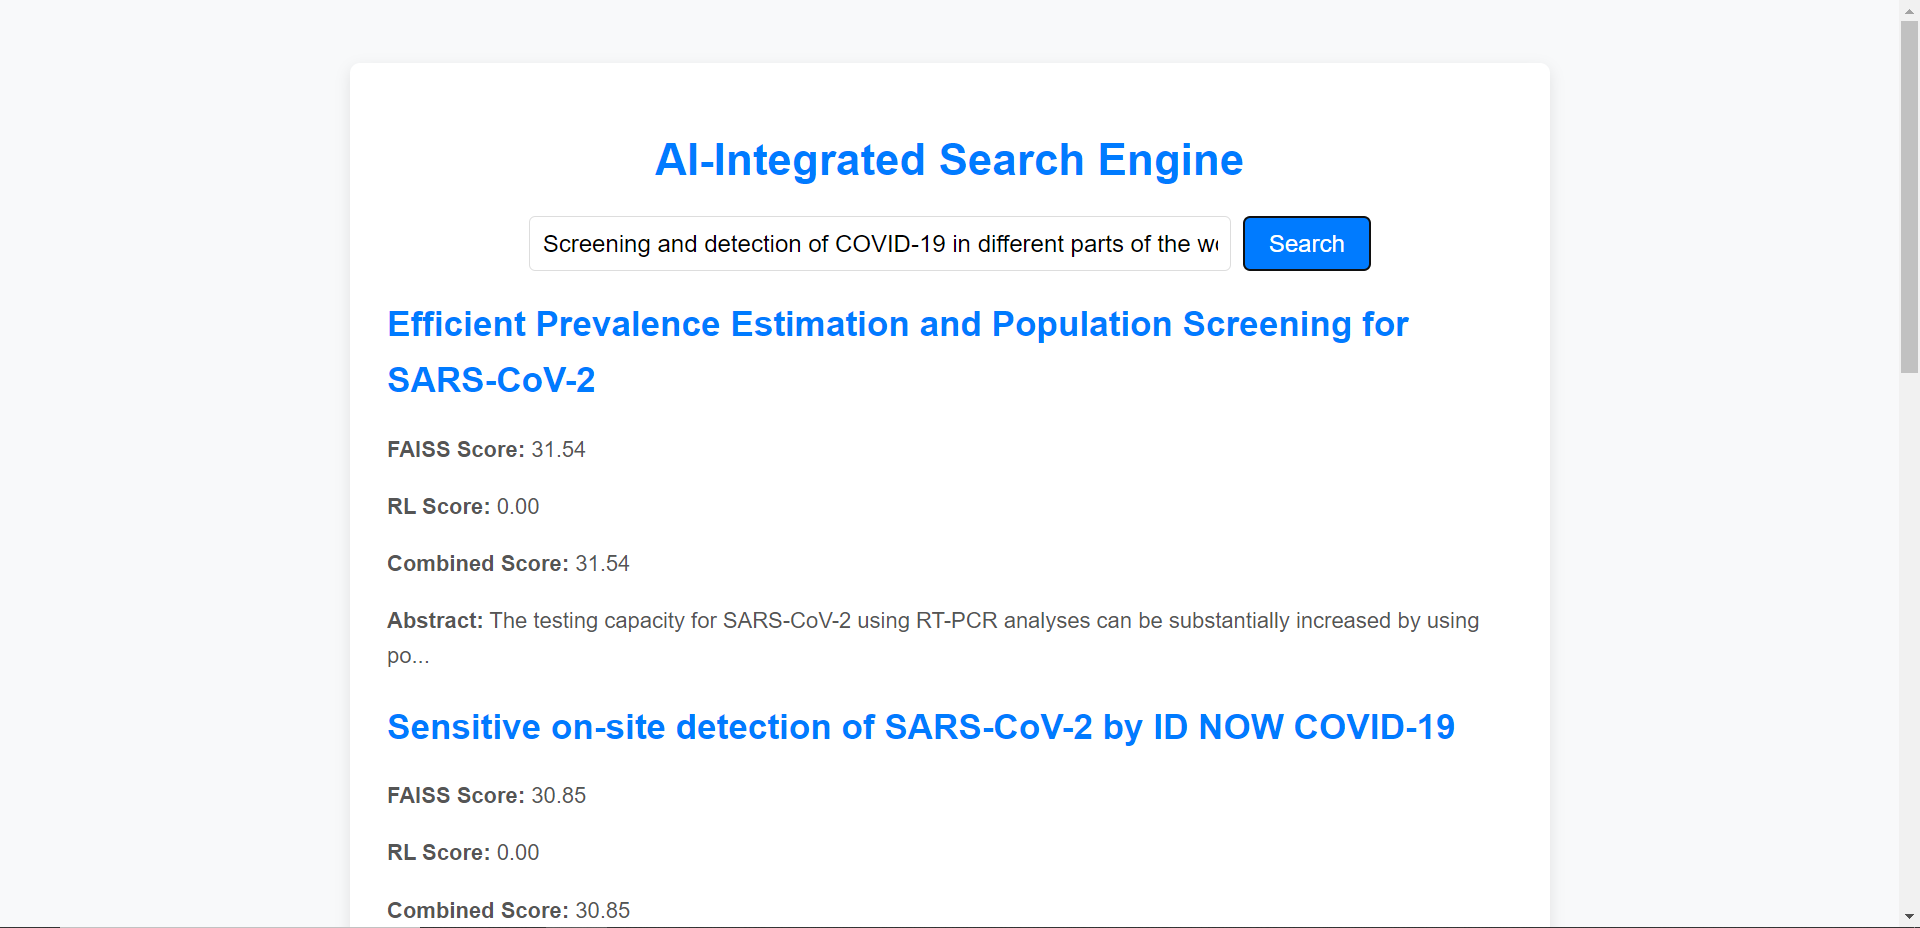 AI-Integrated Search Engine
Screening and detection of COVID-19 in different parts of the
Search
Efficient Prevalence Estimation and Population Screening for
SARS-CoV-2
FAISS Score: 31.54
RL Score: 0.00
Combined Score: 31.54
Abstract: The testing capacity for SARS-CoV-2 using RT-PCR analyses can be substantially increased by using
po...
Sensitive on-site detection of SARS-CoV-2 by ID NOW COVID-19
FAISS Score: 30.85
RL Score: 0.00
Combined Score: 30.85